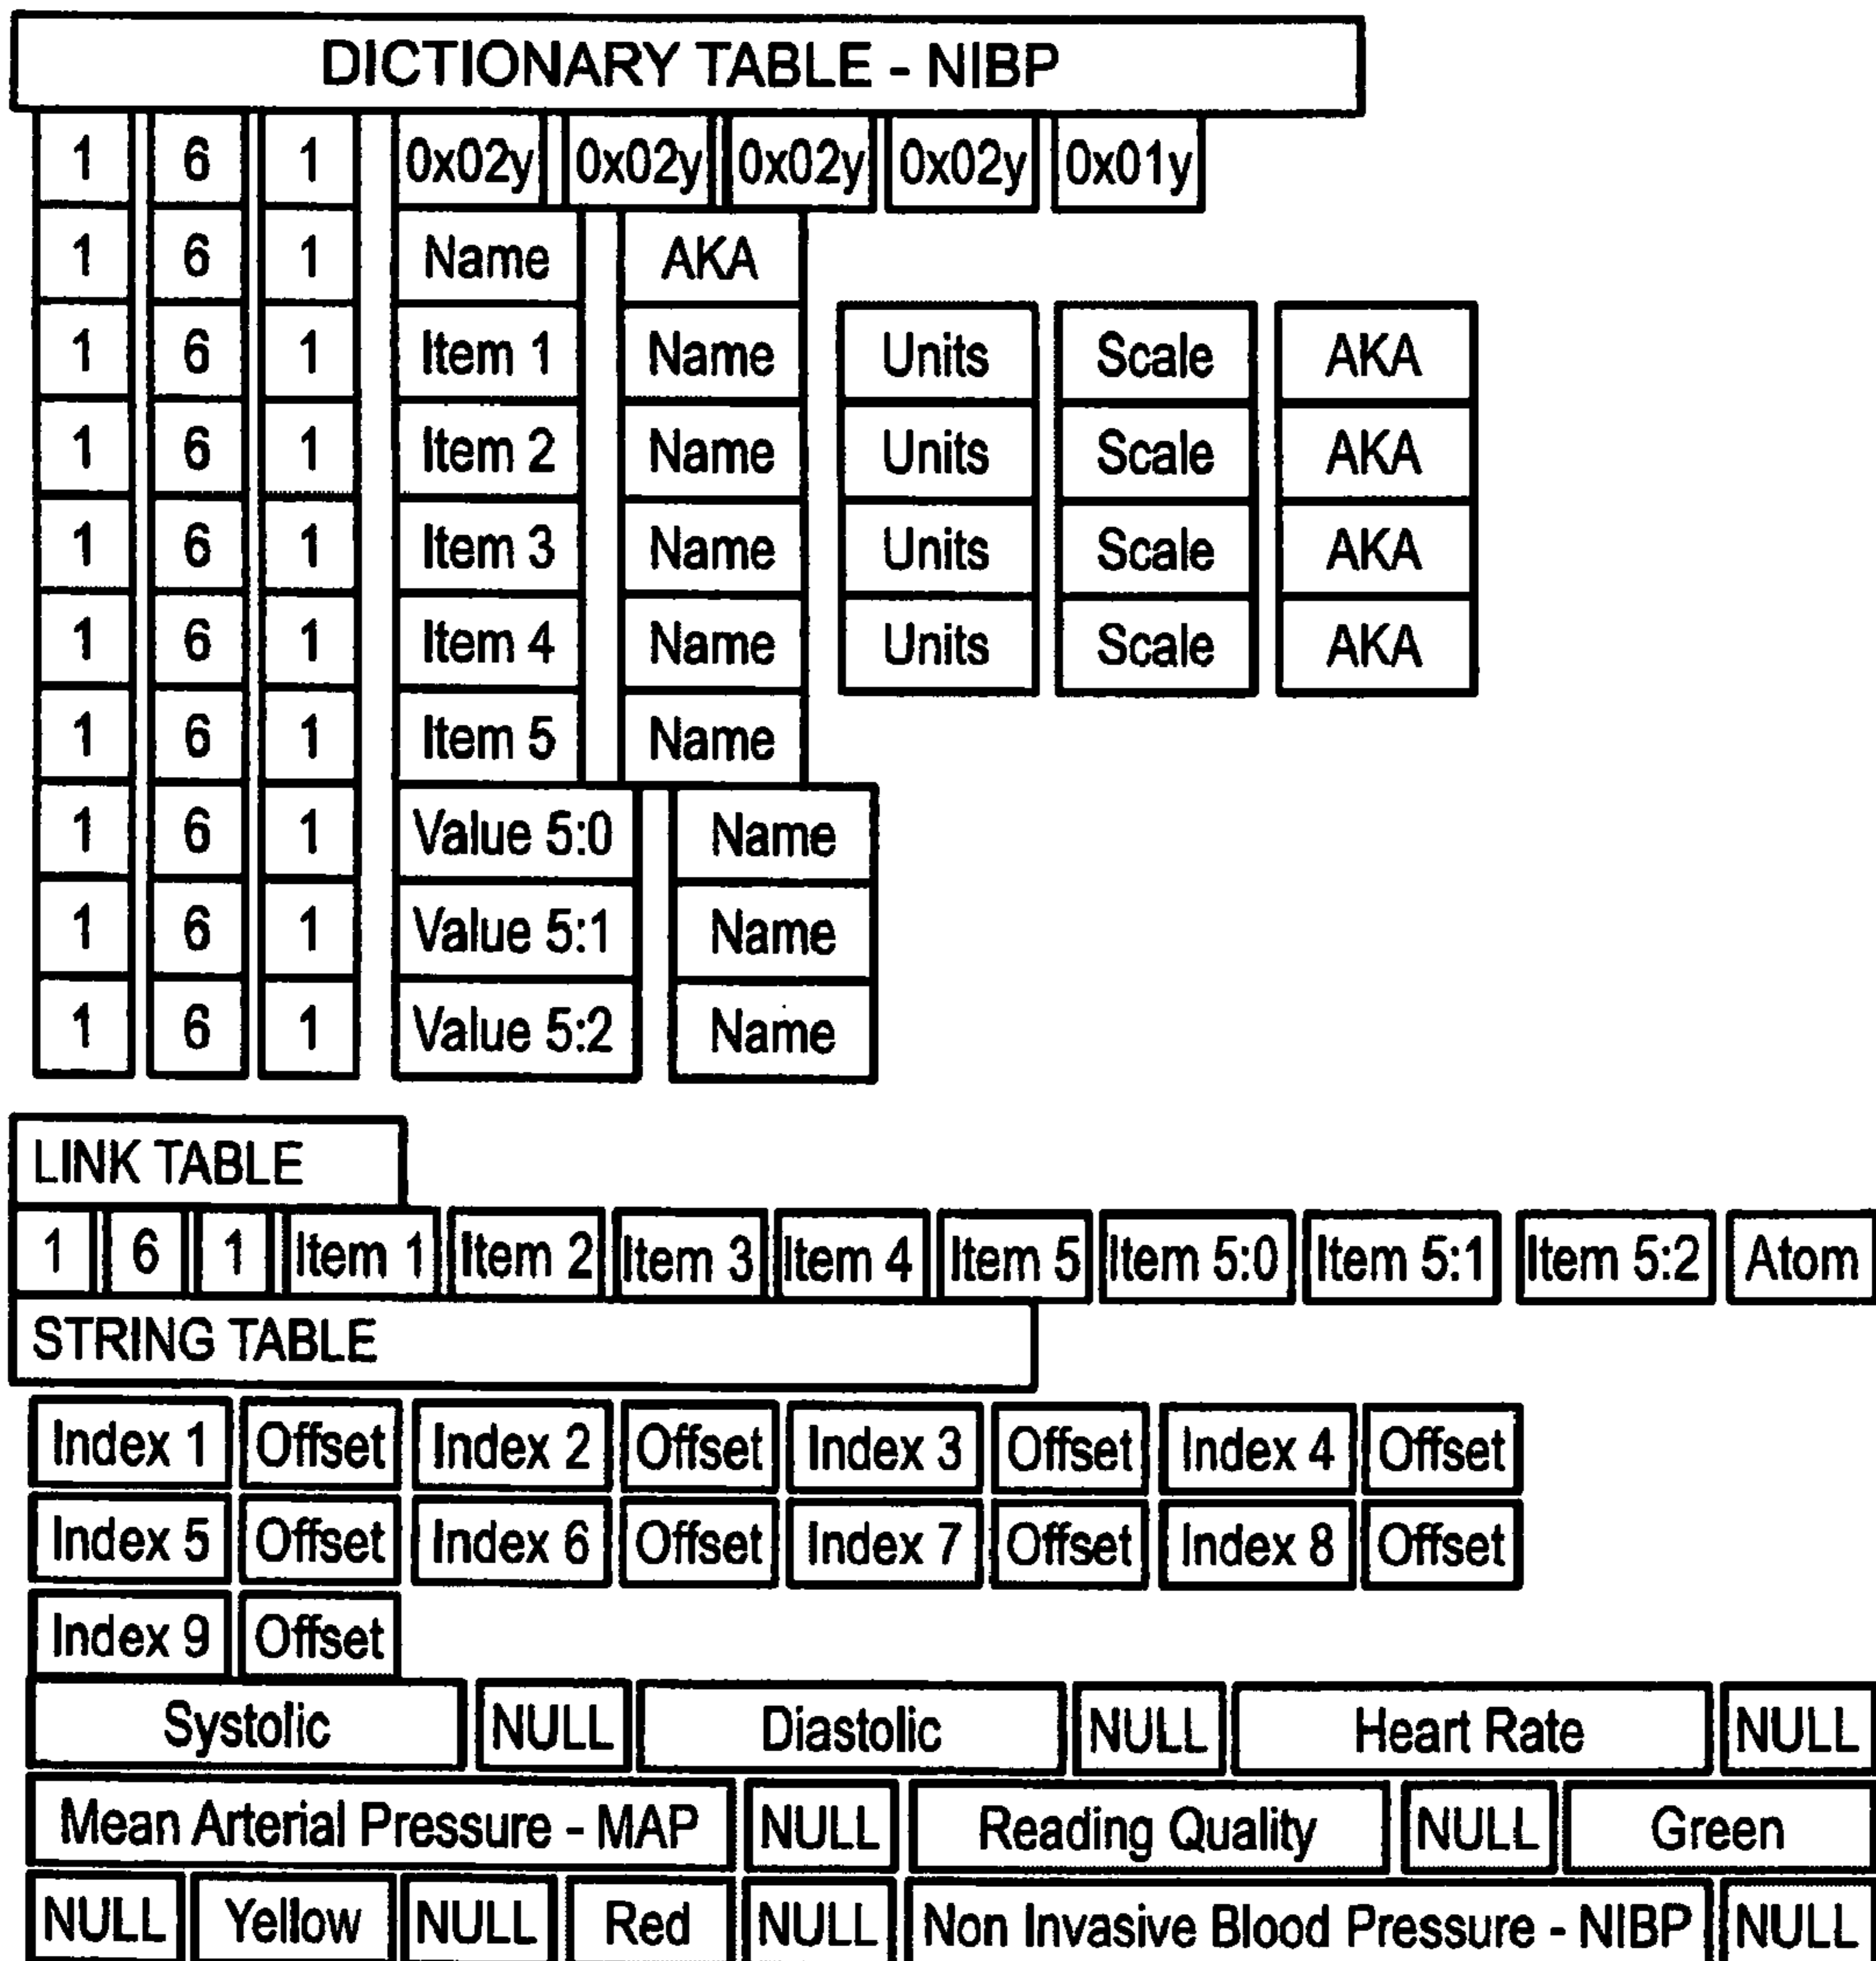 DICTIONARY TABLE - NIBP
1 6 1 0x02y 0x02y 0x02y 0x02y 0x01y
1 6 1 Name AKA
1 6 1 Item 1 Name Units Scale AKA
1 6 1 Item 2 Name Units Scale AKA
1 6 1 Item 3 Name Units Scale AKA
1 6 1 Item 4 Name Units Scale AKA
1 6 1 Item 5 Name
1 6 1 Value 5:0 Name
1 6 1 Value 5:1 Name
1 6 1 Value 5:2 Name
LINK TABLE
1 6 1 Item 1 Item 2 Item 3 Item 4 Item 5 Item 5:0 Item 5:1 Item 5:2 Atom
STRING TABLE
Index 1 Offset Index 2 Offset Index 3 Offset Index 4 Offset
Index 5 Offset Index 6 Offset Index 7 Offset Index 8 Offset
Index 9 Offset
Systolic NULL Diastolic NULL Heart Rate NULL
Mean Arterial Pressure - MAP NULL Reading Quality NULL Green
NULL Yellow NULL Red NULL Non Invasive Blood Pressure - NIBP NULL